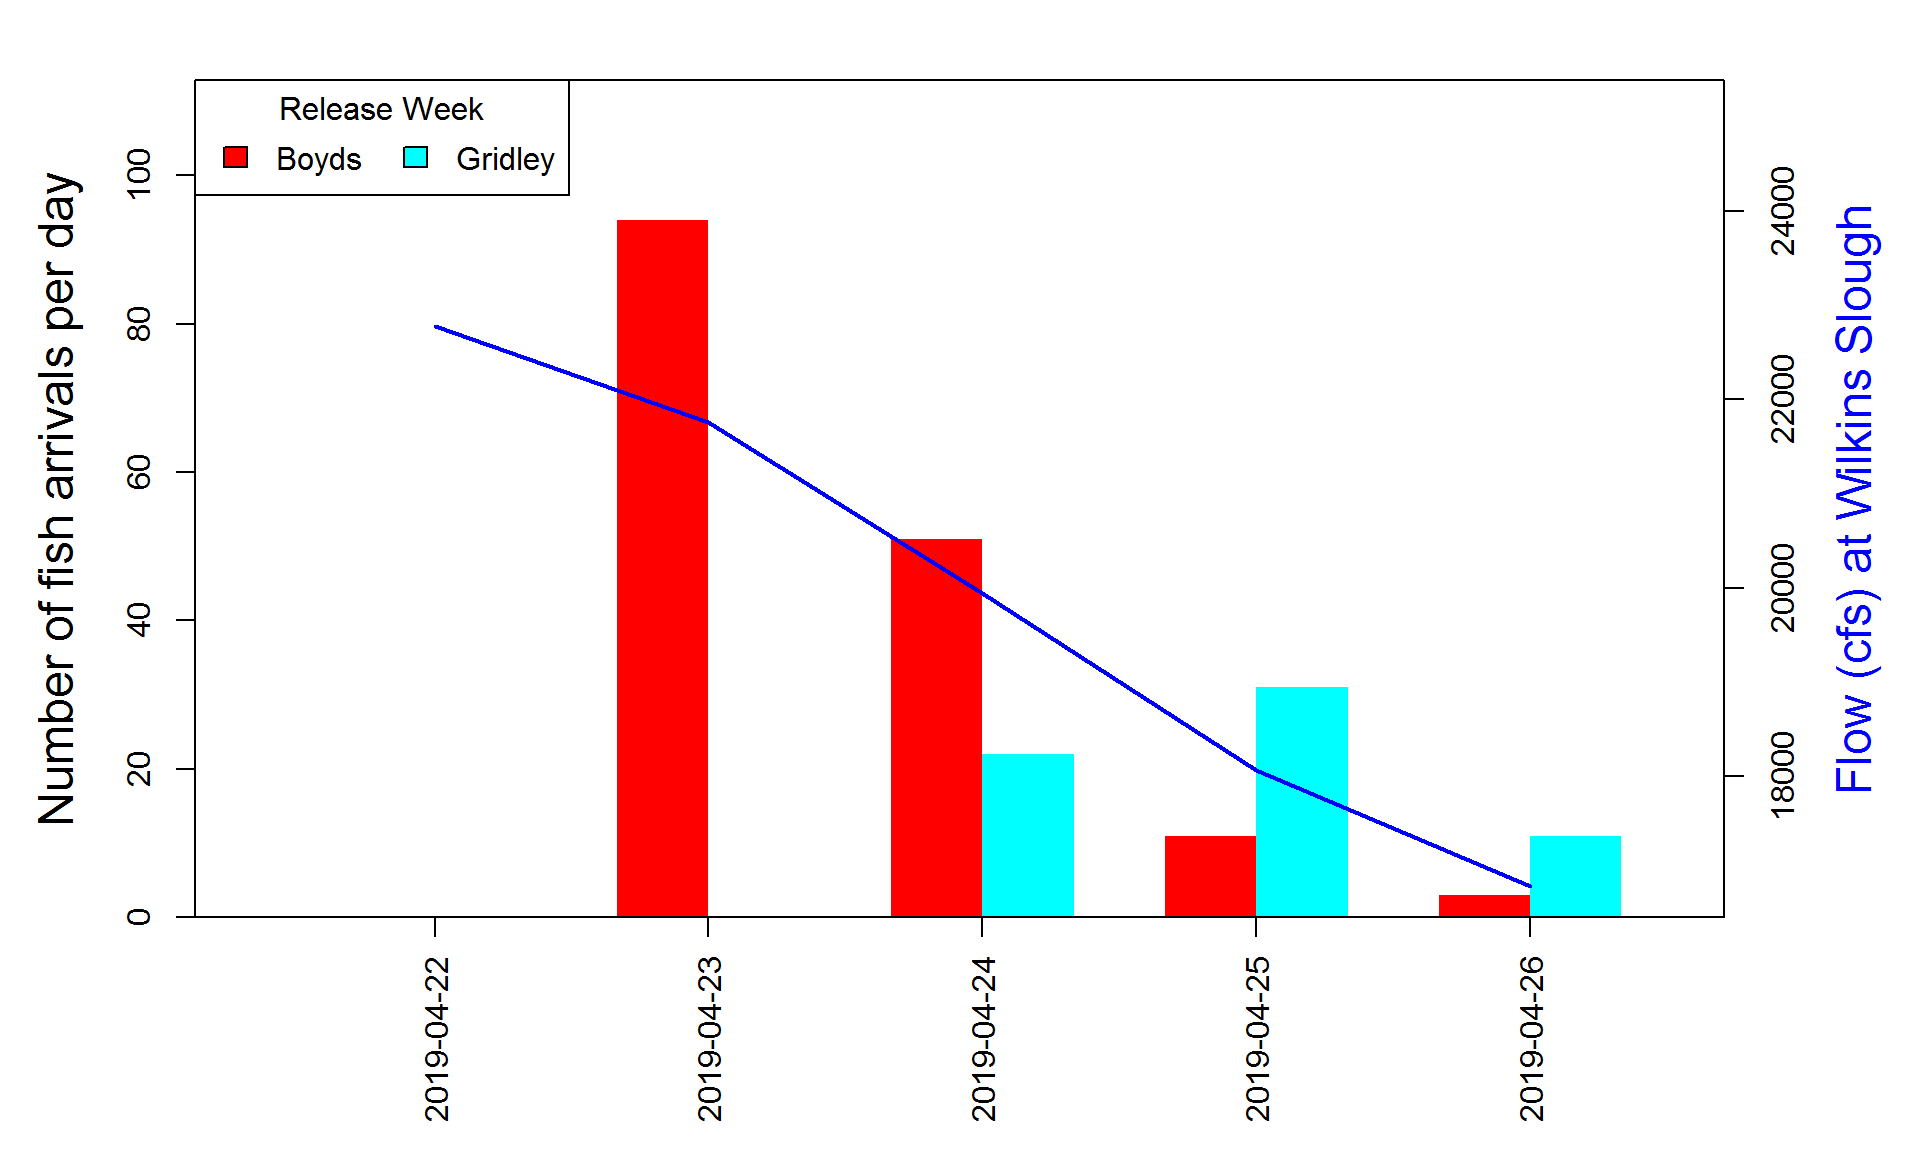 Release Week
Boyds Gridley
Number of fish arrivals per day
0 20 40 60 80 100
18000 20000 22000 24000
Flow (cfs) at Wilkins Slough
2019-04-22
2019-04-23
2019-04-24
2019-04-25
2019-04-26